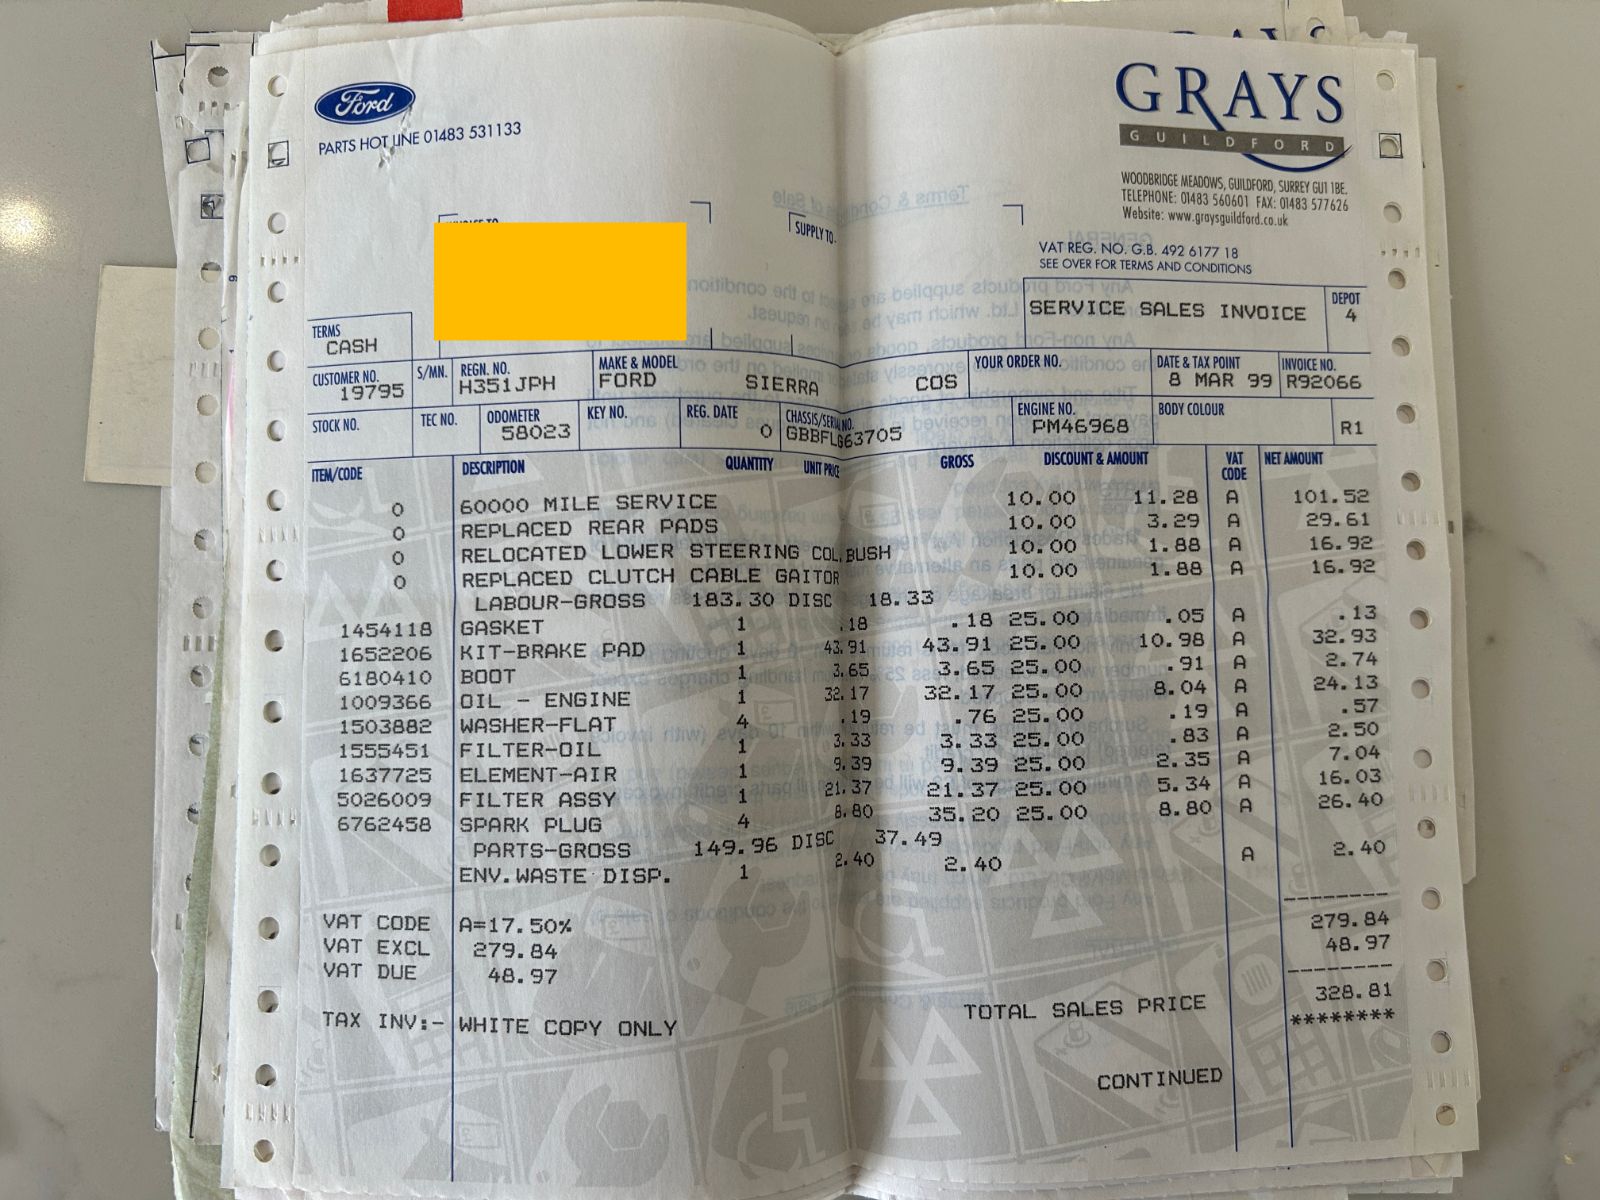 Ford
PARTS HOT LINE 01483 531133
GRAYS
GUILDFORD
WOODBRIDGE MEADOWS, GUILDFORD, SURREY GU1 1BE.
TELEPHONE: 01483 560601 FAX: 01483 577626
Website: www.graysguildford.co.uk
SUPPLY TO-
VAT REG. NO. G.B. 492 6177 18
SEE OVER FOR TERMS AND CONDITIONS
SERVICE SALES INVOICE
DEPOT
4
TERMS
CASH
CUSTOMER NO. S/MN. REGN. NO. MAKE & MODEL YOUR ORDER NO. DATE & TAX POINT INVOICE NO.
19795 H351JPH FORD SIERRA COS 8 MAR 99 R92066
STOCK NO. TEC NO. ODOMETER KEY NO. REG. DATE CHASSIS/SERIAL NO. ENGINE NO. BODY COLOUR
58023 0 GBBFLG63705 PM46968 R1
ITEM/CODE DESCRIPTION QUANTITY UNIT PRICE GROSS DISCOUNT & AMOUNT VAT CODE NET AMOUNT
0 60000 MILE SERVICE 10.00 11.28 A 101.52
0 REPLACED REAR PADS 10.00 3.29 A 29.61
0 RELOCATED LOWER STEERING COL.BUSH 10.00 1.88 A 16.92
0 REPLACED CLUTCH CABLE GAITOR 10.00 1.88 A 16.92
LABOUR-GROSS 183.30 DISC 18.33
1454118 GASKET 1 .18 .18 25.00 .05 A .13
1652206 KIT-BRAKE PAD 1 43.91 43.91 25.00 10.98 A 32.93
6180410 BOOT 1 3.65 3.65 25.00 .91 A 2.74
1009366 OIL - ENGINE 1 32.17 32.17 25.00 8.04 A 24.13
1503882 WASHER-FLAT 4 .19 .76 25.00 .19 A .57
1555451 FILTER-OIL 1 3.33 3.33 25.00 .83 A 2.50
1637725 ELEMENT-AIR 1 9.39 9.39 25.00 2.35 A 7.04
5026009 FILTER ASSY 1 21.37 21.37 25.00 5.34 A 16.03
6762458 SPARK PLUG 4 8.80 35.20 25.00 8.80 A 26.40
PARTS-GROSS 149.96 DISC 37.49
ENV.WASTE DISP. 1 2.40 2.40 A 2.40
VAT CODE A=17.50% 279.84
VAT EXCL 279.84 48.97
VAT DUE 48.97
TOTAL SALES PRICE 328.81
TAX INV:- WHITE COPY ONLY ********
CONTINUED